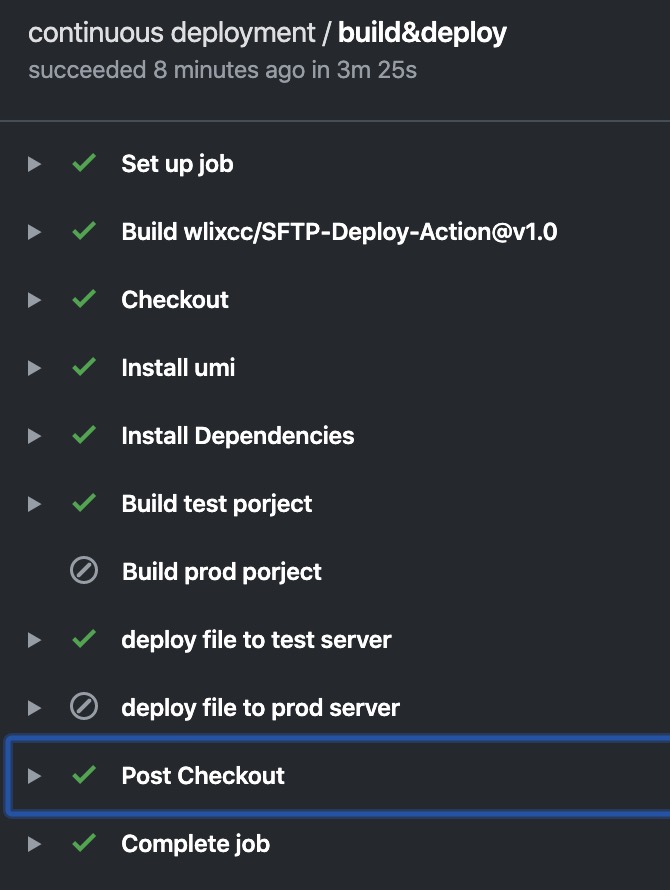 continuous deployment / build&deploy
succeeded 8 minutes ago in 3m 25s
Set up job
Build wlixcc/SFTP-Deploy-Action@v1.0
Checkout
Install umi
Install Dependencies
Build test porject
Build prod porject
deploy file to test server
deploy file to prod server
Post Checkout
Complete job